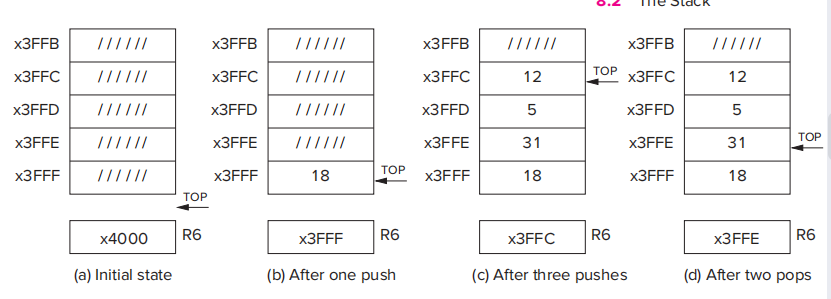 8.2 The Stack
x3FFB ////// x3FFB ////// x3FFB ////// x3FFB //////
x3FFC ////// x3FFC ////// x3FFC 12 TOP x3FFC 12
x3FFD ////// x3FFD ////// x3FFD 5 x3FFD 5
x3FFE ////// x3FFE ////// x3FFE 31 x3FFE 31 TOP
x3FFF ////// x3FFF 18 TOP x3FFF 18 x3FFF 18
TOP
x4000 R6 x3FFF R6 x3FFC R6 x3FFE R6
(a) Initial state (b) After one push (c) After three pushes (d) After two pops